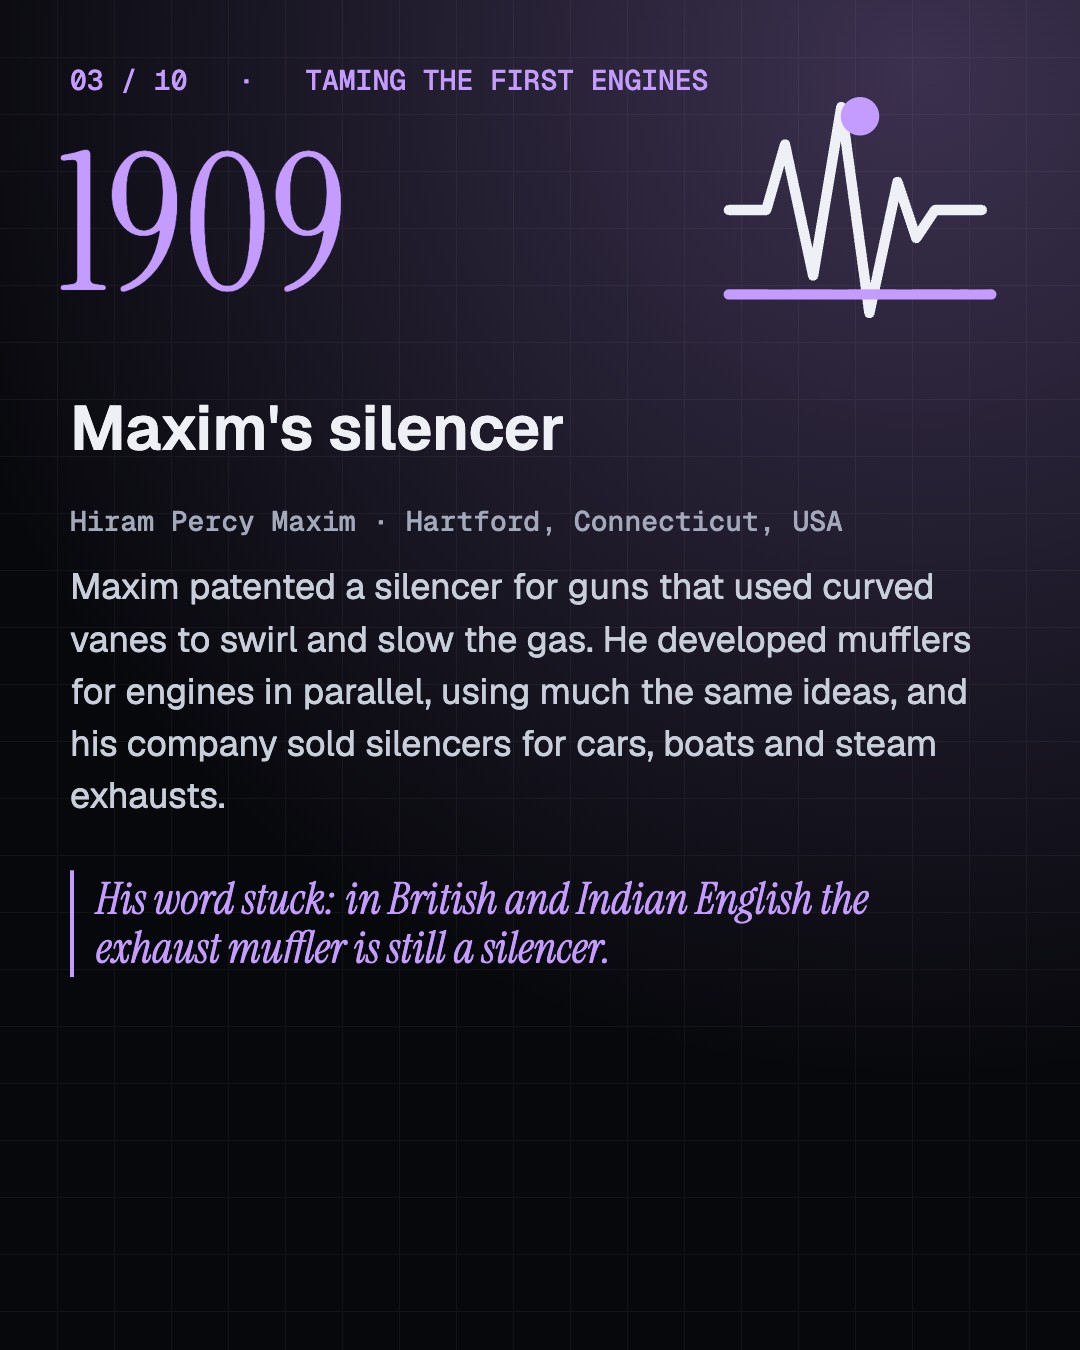 03 / 10 · TAMING THE FIRST ENGINES
1909
Maxim's silencer
Hiram Percy Maxim · Hartford, Connecticut, USA
Maxim patented a silencer for guns that used curved
vanes to swirl and slow the gas. He developed mufflers
for engines in parallel, using much the same ideas, and
his company sold silencers for cars, boats and steam
exhausts.
His word stuck: in British and Indian English the
exhaust muffler is still a silencer.